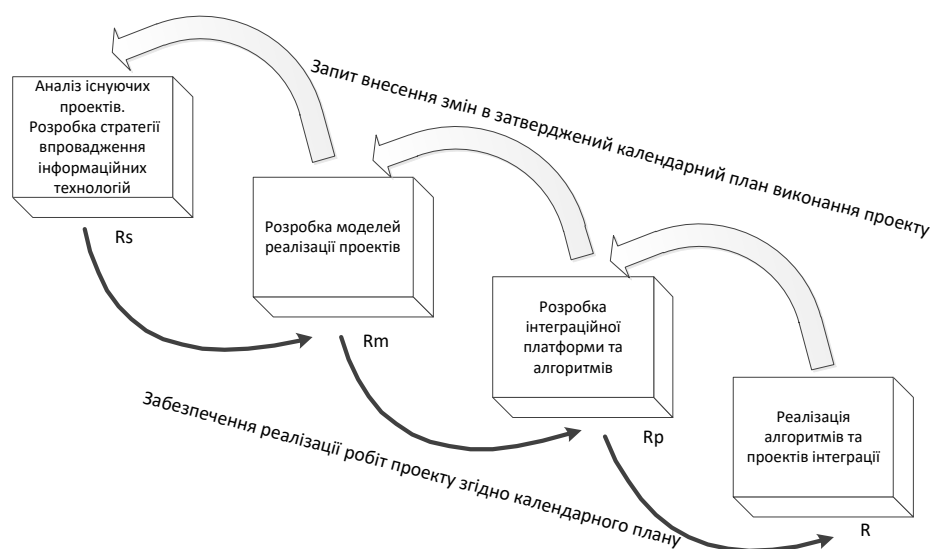 Запит внесення змін в затверджений календарний план виконання проекту
Аналіз існуючих
проектів.
Розробка стратегії
впровадження
інформаційних
технологій
Rs
Розробка моделей
реалізації проектів
Rm
Розробка
інтеграційної
платформи та
алгоритмів
Rp
Реалізація
алгоритмів та
проектів інтеграції
R
Забезпечення реалізації робіт проекту згідно календарного плану